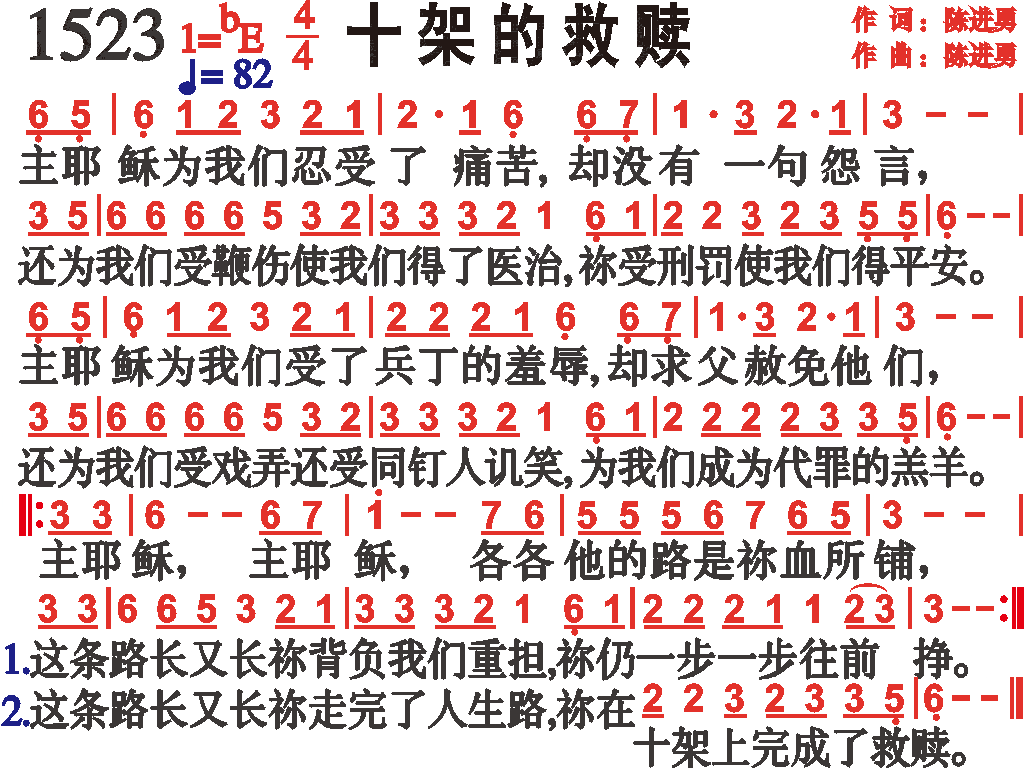 1523 1=bE 4/4 十架的救赎 作 词：陈进勇
♩= 82 作 曲：陈进勇
6 5 | 6 1 2 3 2 1 | 2 · 1 6 6 7 | 1 · 3 2 · 1 | 3 - - |
主耶 稣为我们忍受了 痛苦, 却没有 一句怨言，
3 5 | 6 6 6 6 5 3 2 | 3 3 3 2 1 6 1 | 2 2 3 2 3 5 5 | 6 - - |
还为我们受鞭伤使我们得了医治,祢受刑罚使我们得平安。
6 5 | 6 1 2 3 2 1 | 2 2 2 1 6 6 7 | 1 · 3 2 · 1 | 3 - - |
主耶 稣为我们受了兵丁的羞辱,却求父赦免他们，
3 5 | 6 6 6 6 5 3 2 | 3 3 3 2 1 6 1 | 2 2 2 2 3 3 5 | 6 - - |
还为我们受戏弄还受同钉人讥笑,为我们成为代罪的羔羊。
‖: 3 3 | 6 - - 6 7 | 1 - - 7 6 | 5 5 5 6 7 6 5 | 3 - - |
主耶 稣， 主耶 稣， 各各他的路是祢血所铺，
3 3 | 6 6 5 3 2 1 | 3 3 3 2 1 6 1 | 2 2 2 1 1 2 3 | 3 - - :‖
1.这条路长又长祢背负我们重担,祢仍一步一步往前 挣。
2.这条路长又长祢走完了人生路,祢在
2 2 3 2 3 3 5 | 6 - - ‖
十架上完成了救赎。